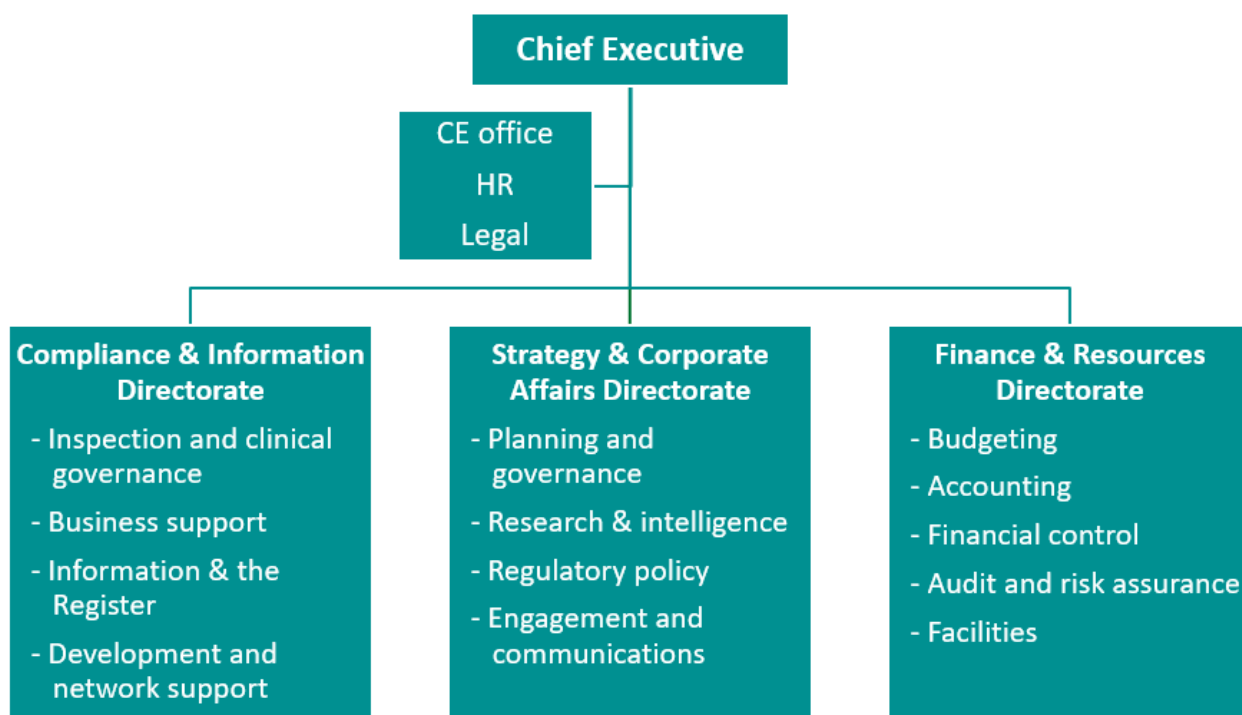 Chief Executive
CE office
HR
Legal
Compliance & Information
Directorate
- Inspection and clinical
governance
- Business support
- Information & the
Register
- Development and
network support
Strategy & Corporate
Affairs Directorate
- Planning and
governance
- Research & intelligence
- Regulatory policy
- Engagement and
communications
Finance & Resources
Directorate
- Budgeting
- Accounting
- Financial control
- Audit and risk assurance
- Facilities